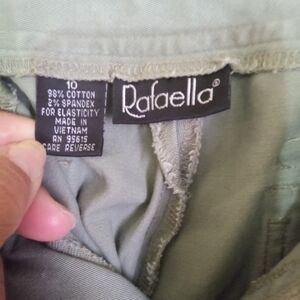 10
98% COTTON
2% SPANDEX
FOR ELASTICITY
MADE IN
VIETNAM
RN 95615
CARE REVERSE
Rafaella®